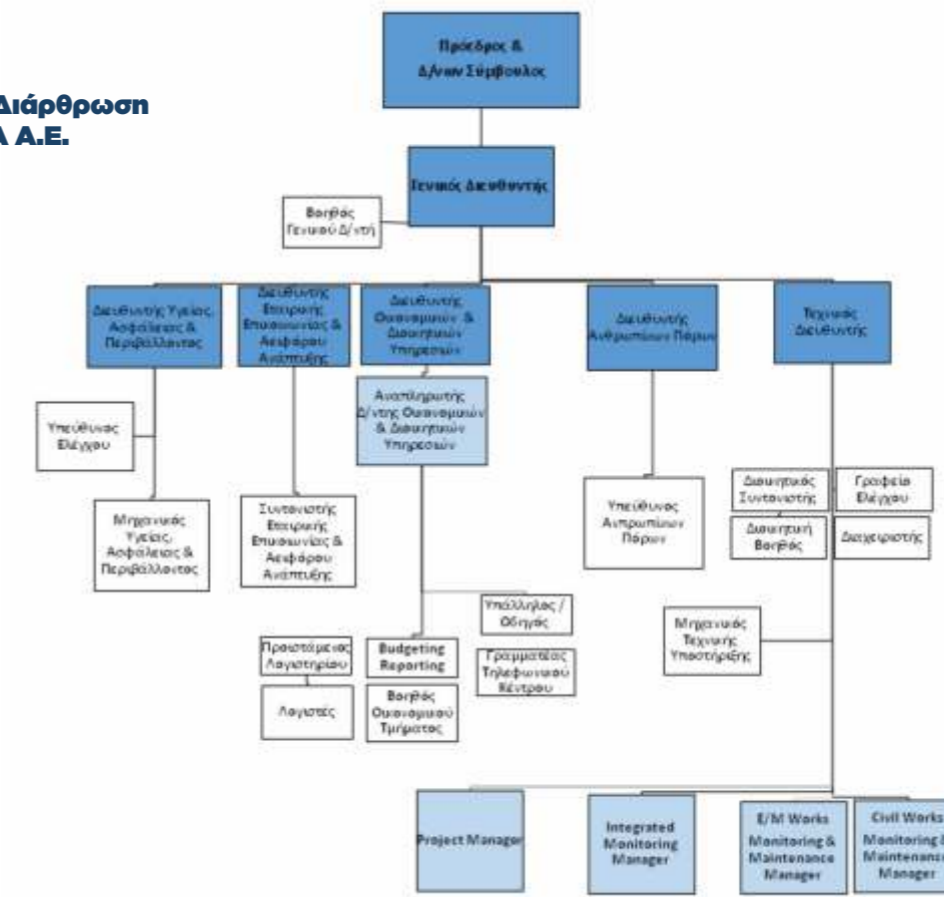 Διάρθρωση
Α.Ε.
Πρόεδρος &
Δ/νων Σύμβουλος
Γενικός Διευθυντής
Βοηθός
Γενικού Δ/ντή
Διευθυντής Υγείας,
Ασφάλειας &
Περιβάλλοντος
Διευθυντής
Εταιρικής
Επικοινωνίας &
Αειφόρου
Ανάπτυξης
Διευθυντής
Οικονομικών &
Διοικητικών
Υπηρεσιών
Διευθυντής
Ανθρωπίνων Πόρων
Τεχνικός
Διευθυντής
Αναπληρωτής
Δ/ντης Οικονομικών
& Διοικητικών
Υπηρεσιών
Υπεύθυνος
Ελέγχου
Μηχανικός
Υγείας,
Ασφάλειας &
Περιβάλλοντος
Συντονιστής
Εταιρικής
Επικοινωνίας &
Αειφόρου
Ανάπτυξης
Υπεύθυνος
Ανπρωπίνων
Πόρων
Διοικητικός
Συντονιστής
Γραφείο
Ελέγχου
Διοικητική
Βοηθός
Διαχειριστής
Υπάλληλος /
Οδηγός
Μηχανικός
Τεχνικής
Υποστήριξης
Προιστάμενος
Λογιστηρίου
Budgeting
Reporting
Γραμματέας
Τηλεφωνικού
Κέντρου
Λογιστές
Βοηθός
Οικονομικού
Τμήματος
Project Manager
Integrated
Monitoring
Manager
E/M Works
Monitoring &
Maintenance
Manager
Civil Works
Monitoring &
Maintenance
Manager